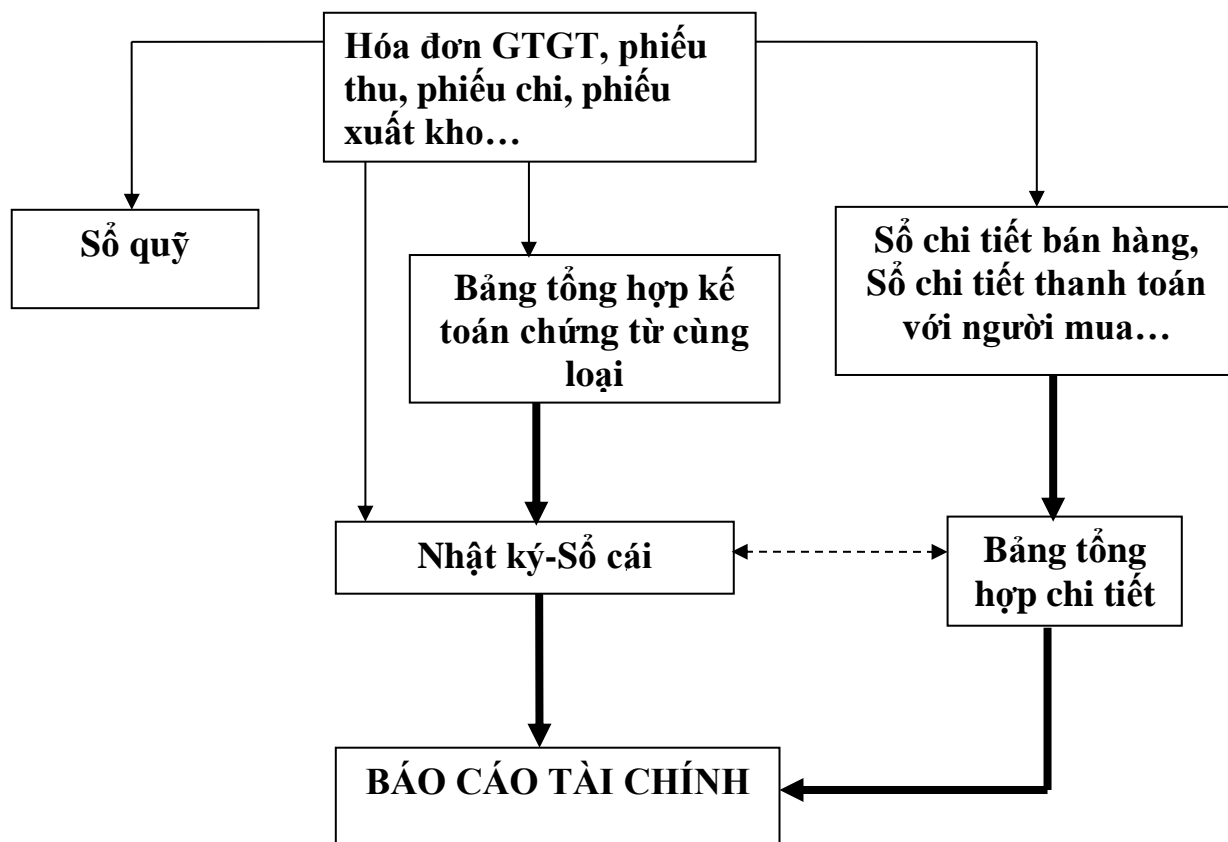 Hóa đơn GTGT, phiếu
thu, phiếu chi, phiếu
xuất kho…
Sổ quỹ
Sổ chi tiết bán hàng,
Sổ chi tiết thanh toán
với người mua…
Bảng tổng hợp kế
toán chứng từ cùng
loại
Nhật ký-Sổ cái
Bảng tổng
hợp chi tiết
BÁO CÁO TÀI CHÍNH